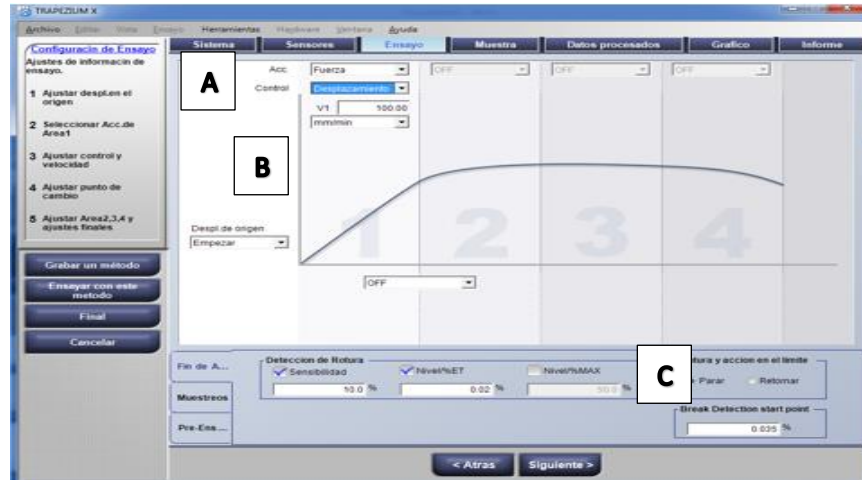 TRAPEZIUM X
Archivo Editar Vista Ensayo Herramientas Hardware Ventana Ayuda
Configuracin de Ensayo
Ajustes de informacin de ensayo.
1 Ajustar despl.en el origen
2 Seleccionar Acc.de Area1
3 Ajustar control y velocidad
4 Ajustar punto de cambio
5 Ajustar Area2,3,4 y ajustes finales
Grabar un método
Ensayar con este metodo
Final
Cancelar
Sistema Sensores Ensayo Muestra Datos procesados Grafico Informe
A
Acc. Fuerza OFF OFF OFF
Control Desplazamiento
V1 100.00
mm/min
B
Despl.de origen
Empezar
1 2 3 4
OFF
Fin de A...
Muestreos
Pre-Ens...
Deteccion de Rotura
Sensibilidad Nivel/%ET Nivel/%MAX
10.0 % 0.02 % 50.0 %
C
tura y accion en el limite
Parar Retornar
Break Detection start point
0.035 %
< Atras Siguiente >